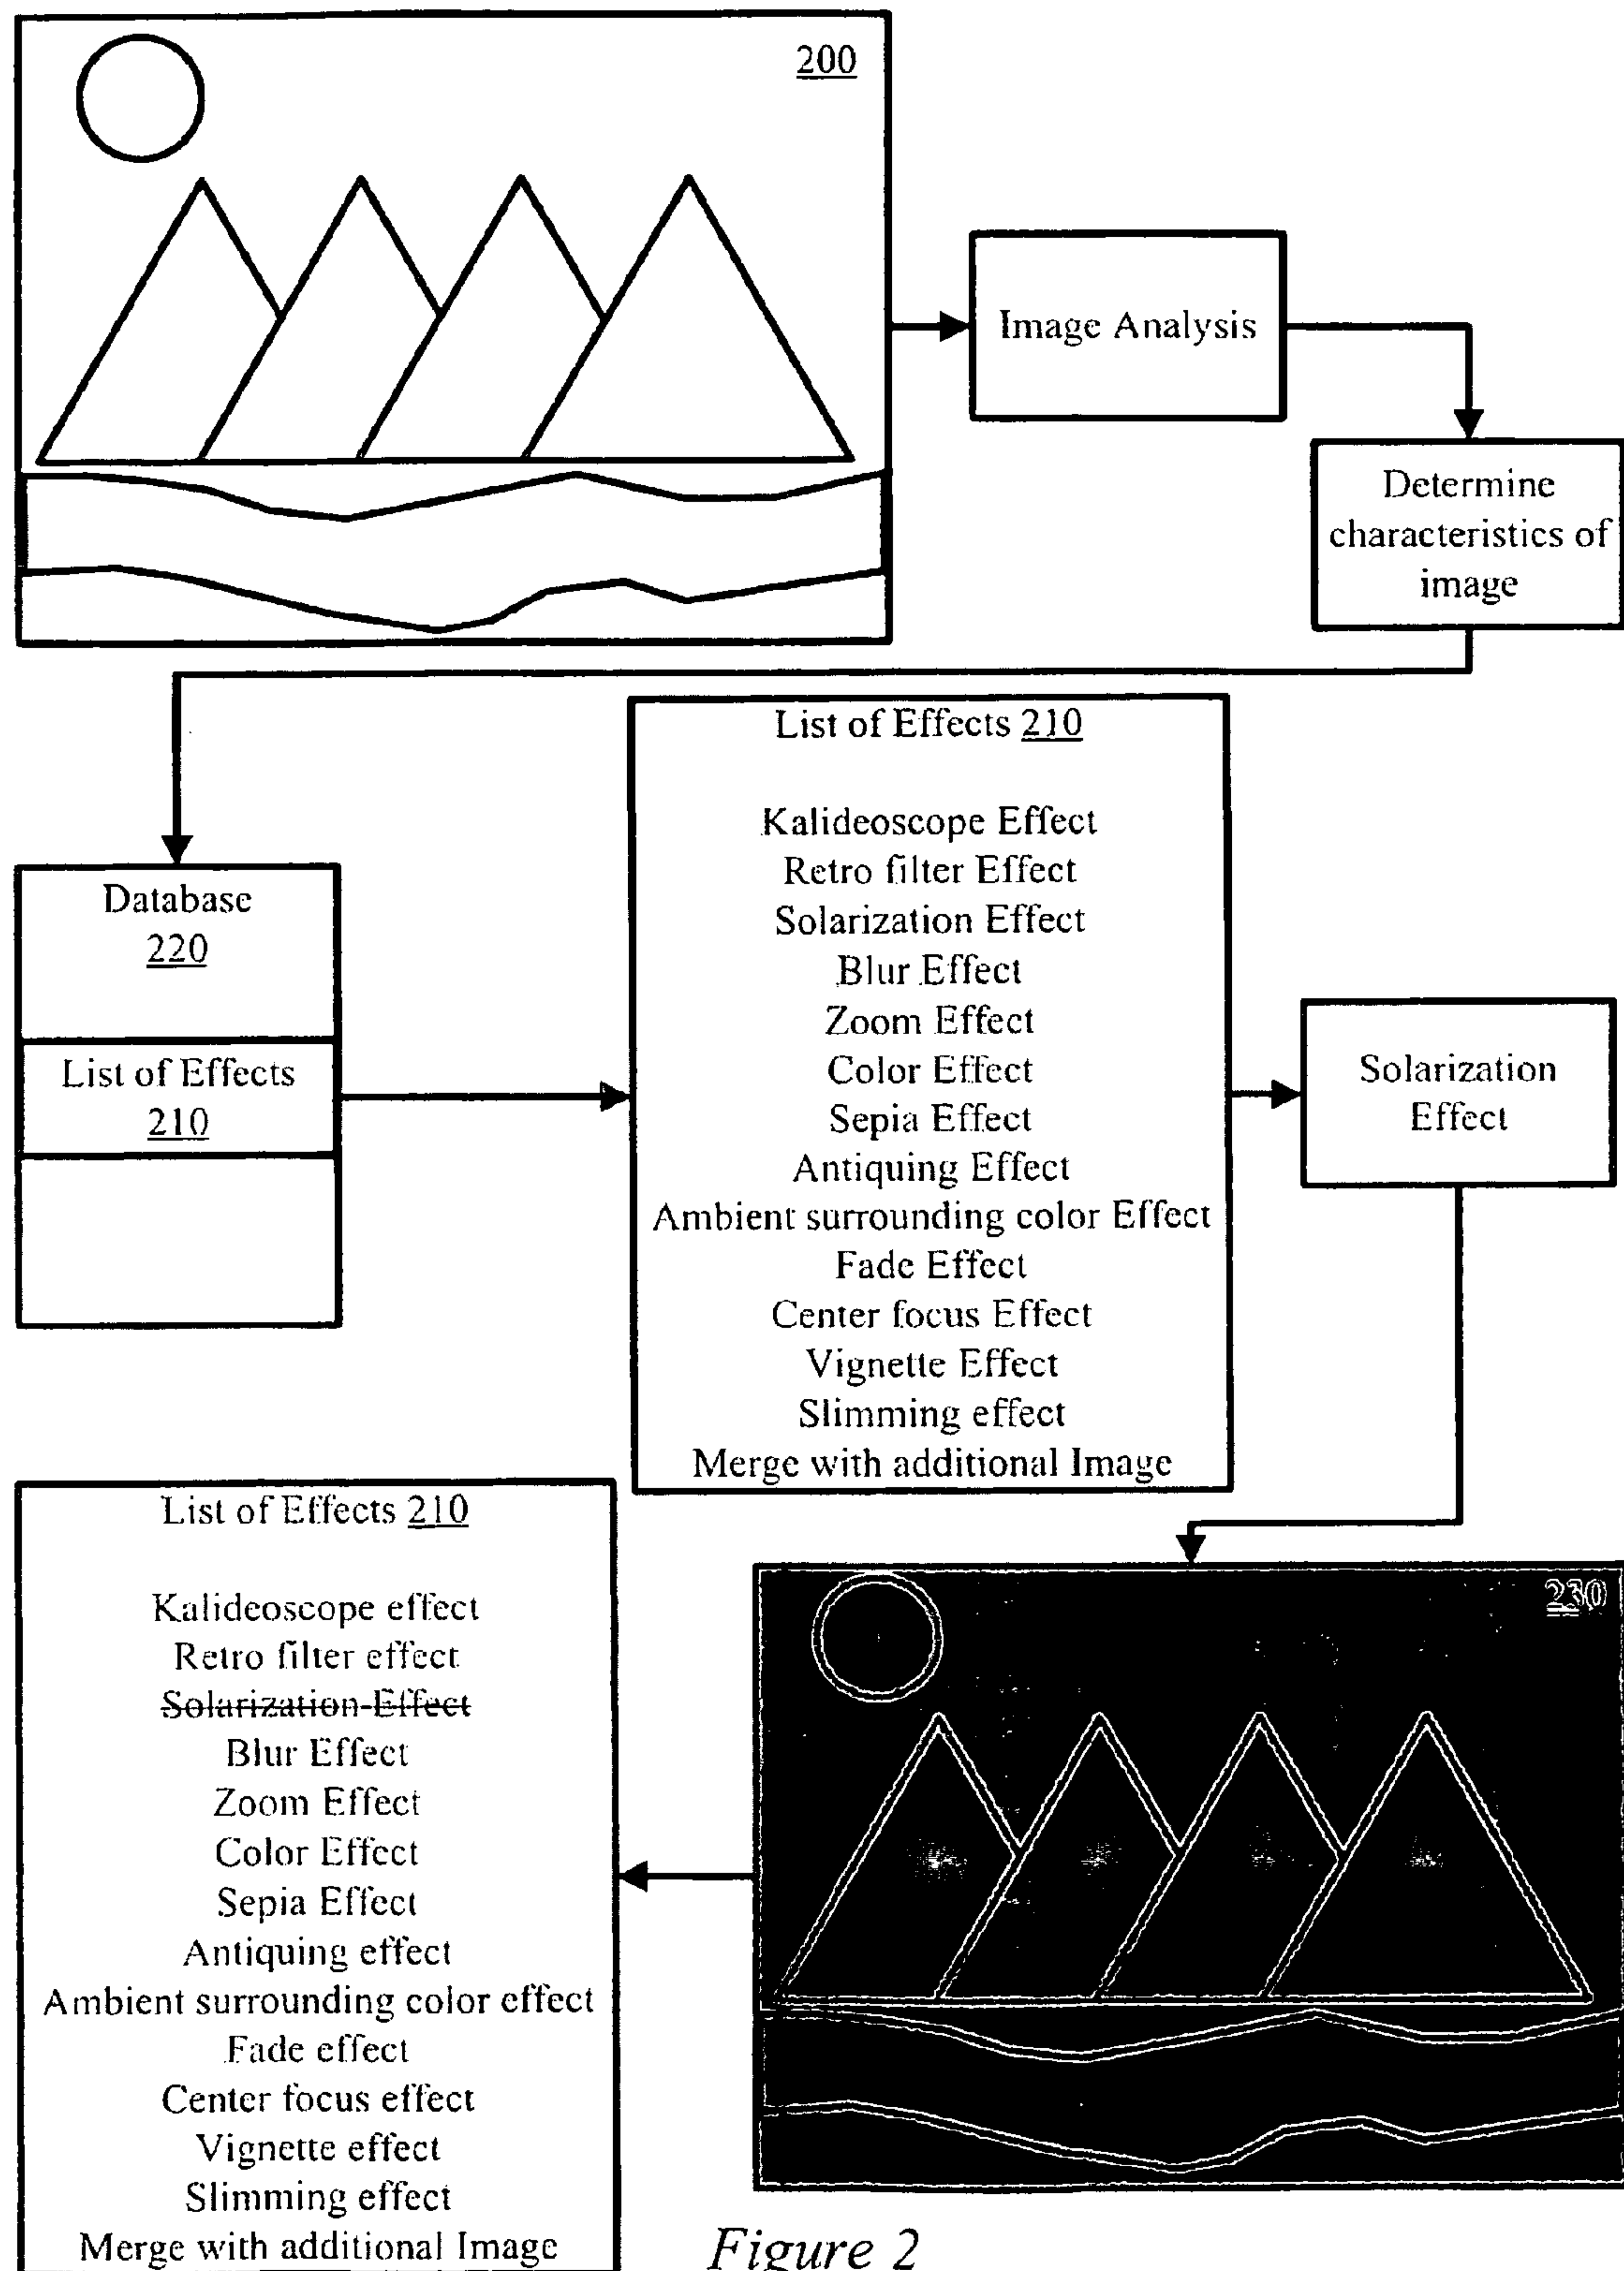 200
Image Analysis
Determine
characteristics of
image
Database
220
List of Effects
210
List of Effects 210
Kalideoscope Effect
Retro filter Effect
Solarization Effect
Blur Effect
Zoom Effect
Color Effect
Sepia Effect
Antiquing Effect
Ambient surrounding color Effect
Fade Effect
Center focus Effect
Vignette Effect
Slimming effect
Merge with additional Image
Solarization
Effect
230
List of Effects 210
Kalideoscope effect
Retro filter effect
Solarization Effect
Blur Effect
Zoom Effect
Color Effect
Sepia Effect
Antiquing effect
Ambient surrounding color effect
Fade effect
Center focus effect
Vignette effect
Slimming effect
Merge with additional Image
Figure 2